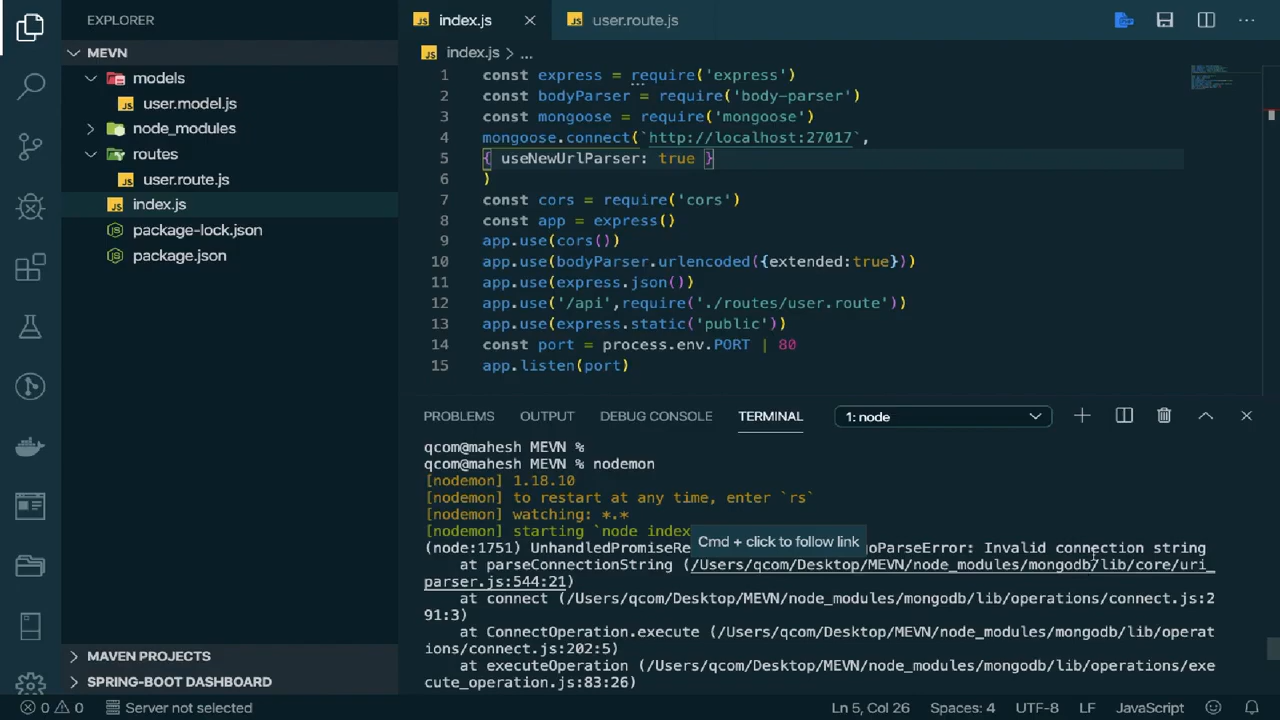 EXPLORER
MEVN
models
user.model.js
node_modules
routes
user.route.js
index.js
package-lock.json
package.json
MAVEN PROJECTS
SPRING-BOOT DASHBOARD
index.js
user.route.js
index.js > ...
1 const express = require('express')
2 const bodyParser = require('body-parser')
3 const mongoose = require('mongoose')
4 mongoose.connect(`http://localhost:27017`,
5 { useNewUrlParser: true }
6 )
7 const cors = require('cors')
8 const app = express()
9 app.use(cors())
10 app.use(bodyParser.urlencoded({extended:true}))
11 app.use(express.json())
12 app.use('/api',require('./routes/user.route'))
13 app.use(express.static('public'))
14 const port = process.env.PORT | 80
15 app.listen(port)
PROBLEMS OUTPUT DEBUG CONSOLE TERMINAL 1: node
qcom@mahesh MEVN %
qcom@mahesh MEVN % nodemon
[nodemon] 1.18.10
[nodemon] to restart at any time, enter `rs`
[nodemon] watching: *.*
[nodemon] starting `node index
Cmd + click to follow link
(node:1751) UnhandledPromiseRe oParseError: Invalid connection string
at parseConnectionString (/Users/qcom/Desktop/MEVN/node_modules/mongodb/lib/core/uri_
parser.js:544:21)
at connect (/Users/qcom/Desktop/MEVN/node_modules/mongodb/lib/operations/connect.js:2
91:3)
at ConnectOperation.execute (/Users/qcom/Desktop/MEVN/node_modules/mongodb/lib/operat
ions/connect.js:202:5)
at executeOperation (/Users/qcom/Desktop/MEVN/node_modules/mongodb/lib/operations/exe
cute_operation.js:83:26)
0 0 Server not selected Ln 5, Col 26 Spaces: 4 UTF-8 LF JavaScript